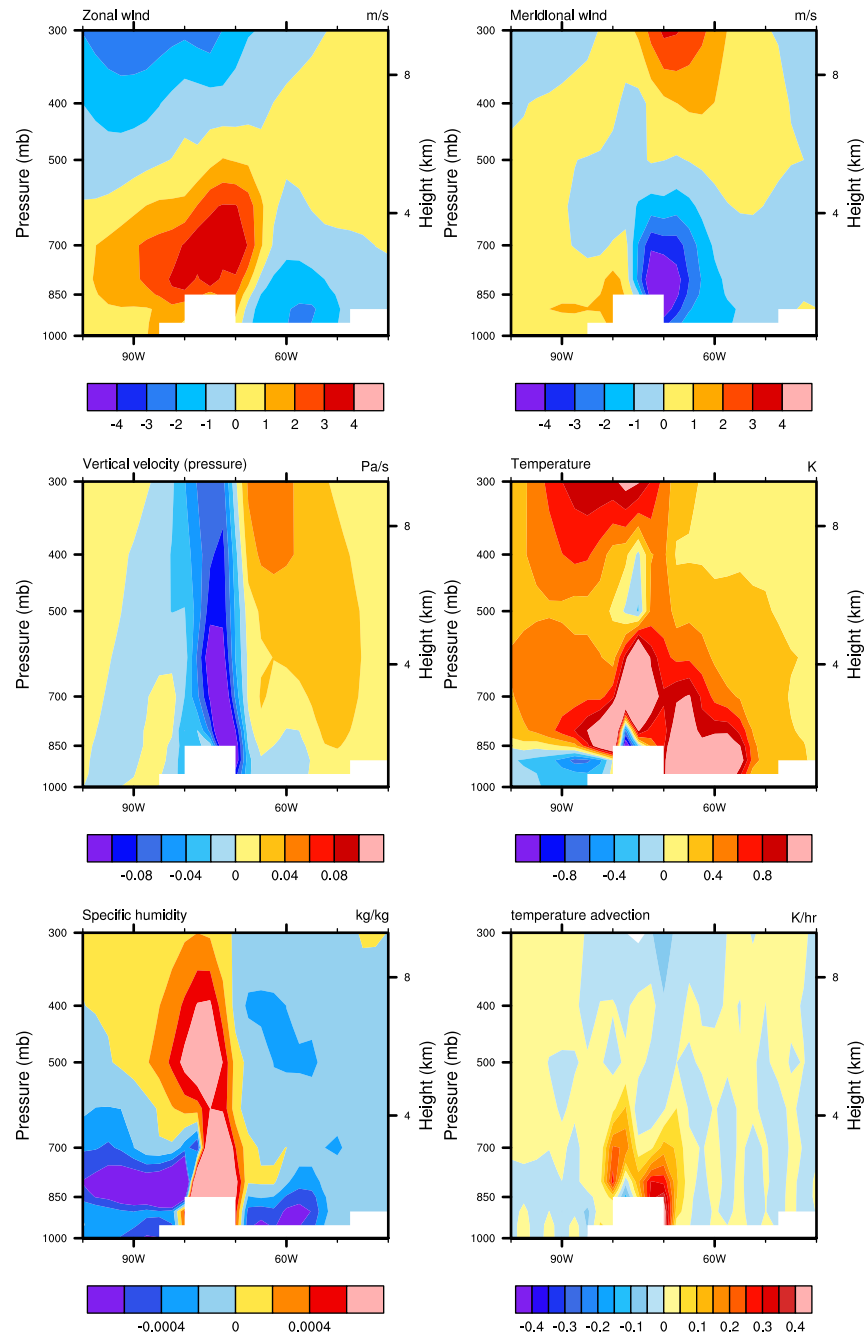 Zonal wind m/s
Pressure (mb)
300
400
500
700
850
1000
8
4
Height (km)
90W 60W
-4 -3 -2 -1 0 1 2 3 4
Meridional wind m/s
Pressure (mb)
300
400
500
700
850
1000
8
4
Height (km)
90W 60W
-4 -3 -2 -1 0 1 2 3 4
Vertical velocity (pressure) Pa/s
Pressure (mb)
300
400
500
700
850
1000
8
4
Height (km)
90W 60W
-0.08 -0.04 0 0.04 0.08
Temperature K
Pressure (mb)
300
400
500
700
850
1000
8
4
Height (km)
90W 60W
-0.8 -0.4 0 0.4 0.8
Specific humidity kg/kg
Pressure (mb)
300
400
500
700
850
1000
8
4
Height (km)
90W 60W
-0.0004 0 0.0004
temperature advection K/hr
Pressure (mb)
300
400
500
700
850
1000
8
4
Height (km)
90W 60W
-0.4 -0.3 -0.2 -0.1 0 0.1 0.2 0.3 0.4